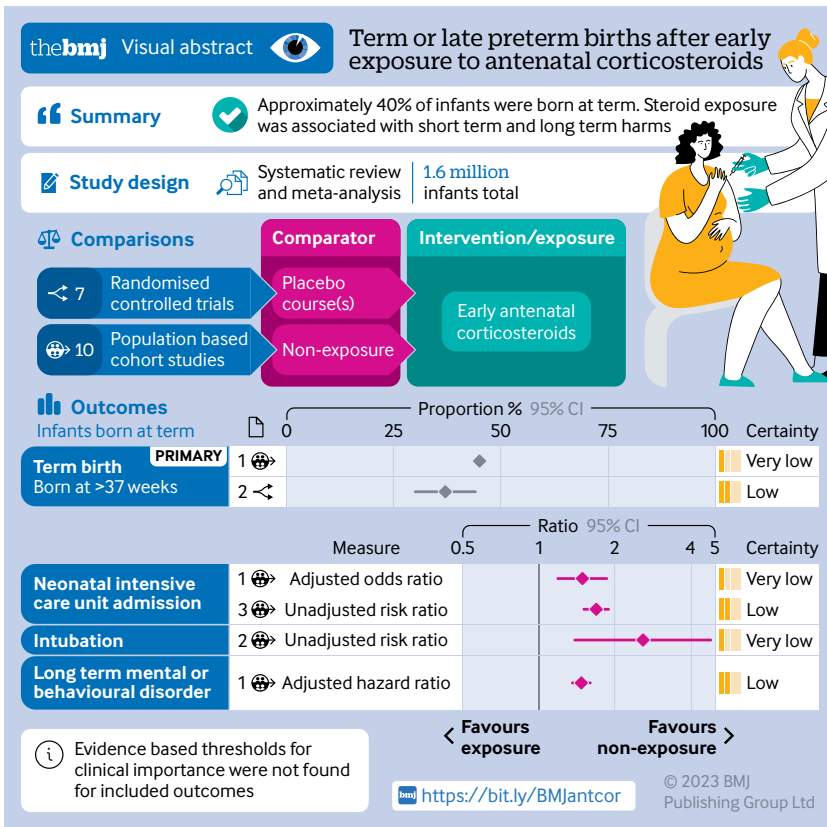 thebmj Visual abstract
Term or late preterm births after early
exposure to antenatal corticosteroids
Summary
Approximately 40% of infants were born at term. Steroid exposure
was associated with short term and long term harms
Study design
Systematic review
and meta-analysis
1.6 million
infants total
Comparisons
Comparator
Intervention/exposure
7 Randomised
controlled trials
Placebo
course(s)
Early antenatal
corticosteroids
10 Population based
cohort studies
Non-exposure
Outcomes
Infants born at term
Proportion % 95% CI
0 25 50 75 100 Certainty
Term birth PRIMARY
Born at >37 weeks
1 Very low
2 Low
Ratio 95% CI
Measure 0.5 1 2 4 5 Certainty
Neonatal intensive
care unit admission
1 Adjusted odds ratio Very low
3 Unadjusted risk ratio Low
Intubation 2 Unadjusted risk ratio Very low
Long term mental or
behavioural disorder
1 Adjusted hazard ratio Low
Favours
exposure
Favours
non-exposure
i
Evidence based thresholds for
clinical importance were not found
for included outcomes
bmj https://bit.ly/BMJantcor
© 2023 BMJ
Publishing Group Ltd